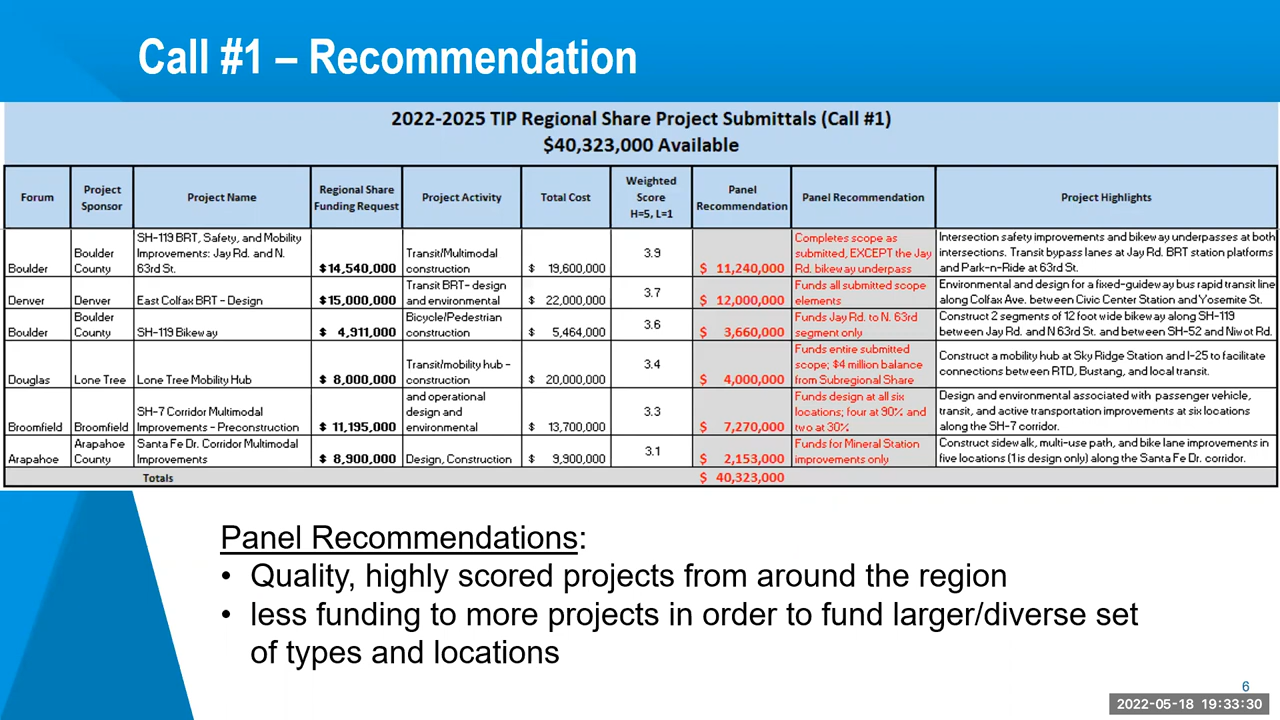 Call #1 – Recommendation
2022-2025 TIP Regional Share Project Submittals (Call #1)
$40,323,000 Available
Forum
Project
Sponsor
Project Name
Regional Share
Funding Request
Project Activity
Total Cost
Weighted
Score
H=5, L=1
Panel
Recommendation
Panel Recommendation
Project Highlights
Boulder
Boulder
County
SH-119 BRT, Safety, and Mobility
Improvements: Jay Rd. and N.
63rd St.
$14,540,000
Transit/Multimodal
construction
$ 19,600,000
3.9
$ 11,240,000
Completes scope as
submitted, EXCEPT the Jay
Rd. bikeway underpass
Intersection safety improvements and bikeway underpasses at both
intersections. Transit bypass lanes at Jay Rd. BRT station platforms
and Park-n-Ride at 63rd St.
Denver
Denver
East Colfax BRT - Design
$15,000,000
Transit BRT- design
and environmental
$ 22,000,000
3.7
$ 12,000,000
Funds all submitted scope
elements
Environmental and design for a fixed-guideway bus rapid transit line
along Colfax Ave. between Civic Center Station and Yosemite St.
Boulder
Boulder
County
SH-119 Bikeway
$ 4,911,000
Bicycle/Pedestrian
construction
$ 5,464,000
3.6
$ 3,660,000
Funds Jay Rd. to N. 63rd
segment only
Construct 2 segments of 12 foot wide bikeway along SH-119
between Jay Rd. and N 63rd St. and between SH-52 and Niwot Rd.
Douglas
Lone Tree
Lone Tree Mobility Hub
$ 8,000,000
Transit/mobility hub -
construction
$ 20,000,000
3.4
$ 4,000,000
Funds entire submitted
scope; $4 million balance
from Subregional Share
Construct a mobility hub at Sky Ridge Station and I-25 to facilitate
connections between RTD, Bustang, and local transit.
Broomfield
Broomfield
SH-7 Corridor Multimodal
Improvements - Preconstruction
$ 11,195,000
and operational
design and
environmental
$ 13,700,000
3.3
$ 7,270,000
Funds design at all six
locations; four at 90% and
two at 30%
Design and environmental associated with passenger vehicle,
transit, and active transportation improvements at six locations
along the SH-7 corridor.
Arapahoe
Arapahoe
County
Santa Fe Dr. Corridor Multimodal
Improvements
$ 8,900,000
Design, Construction
$ 9,900,000
3.1
$ 2,153,000
Funds for Mineral Station
improvements only
Construct sidewalk, multi-use path, and bike lane improvements in
five locations (1 is design only) along the Santa Fe Dr. corridor.
Totals
$ 40,323,000
Panel Recommendations:
• Quality, highly scored projects from around the region
• less funding to more projects in order to fund larger/diverse set
of types and locations
6
2022-05-18 19:33:30